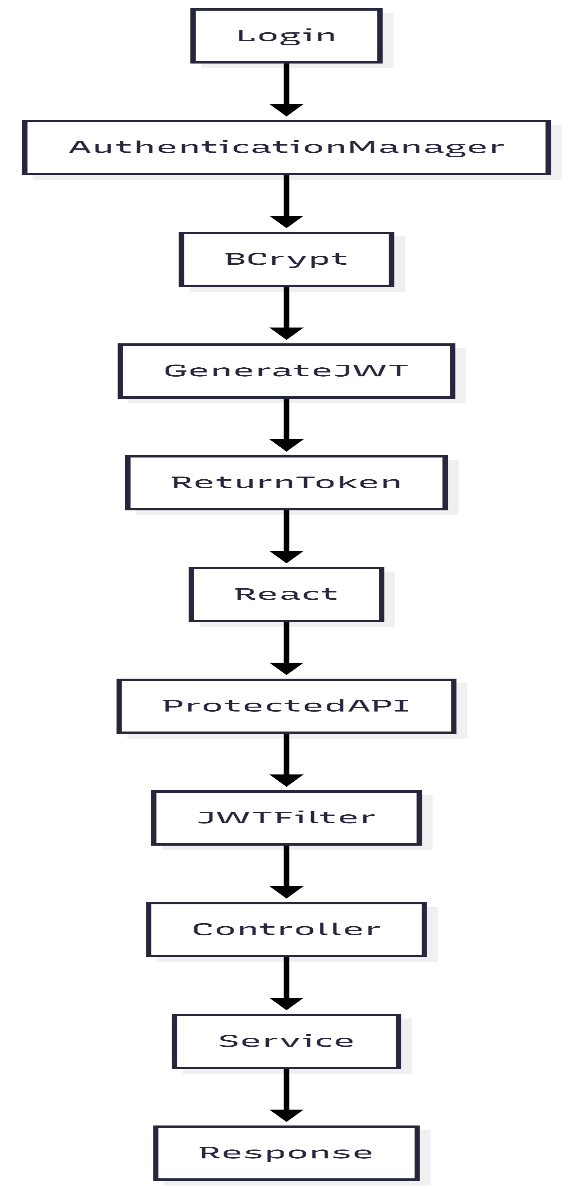 Login
AuthenticationManager
BCrypt
GenerateJWT
ReturnToken
React
ProtectedAPI
JWTFilter
Controller
Service
Response